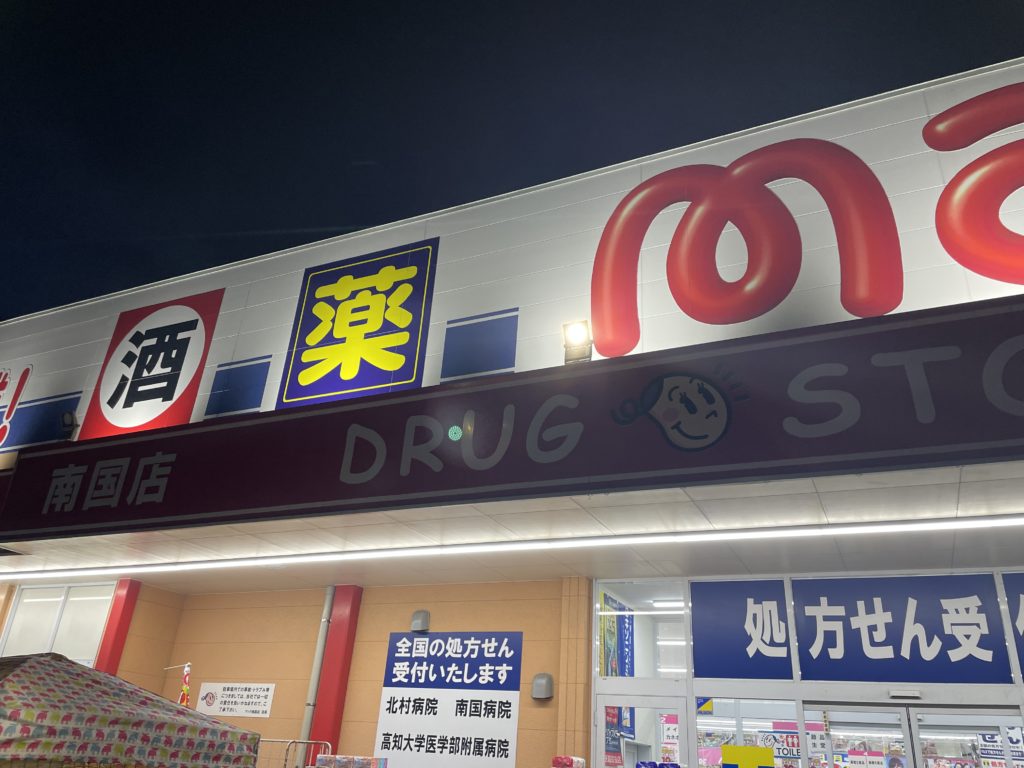 酒
薬
ma
南国店
DRUG STO
全国の処方せん
受付いたします
北村病院 南国病院
高知大学医学部附属病院
処方せん受
TOILE